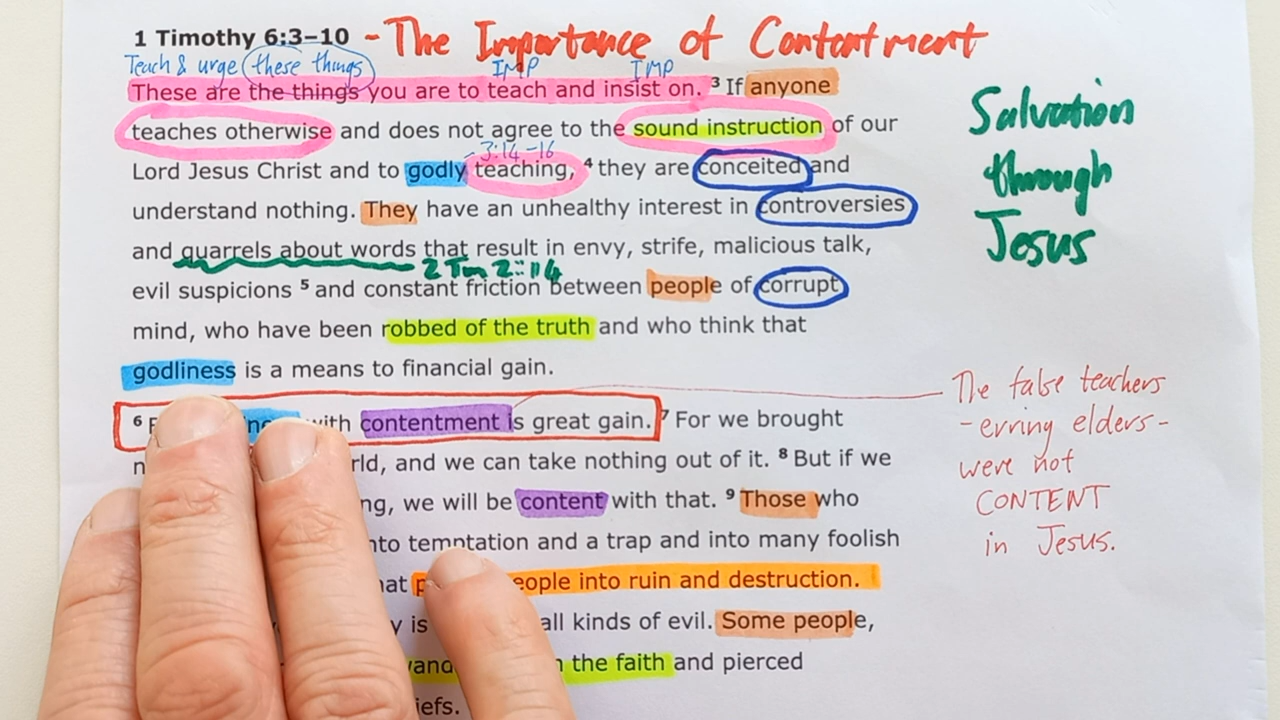 1 Timothy 6:3–10 - The Importance of Contentment
Teach & urge these things IMP IMP
These are the things you are to teach and insist on. 3 If anyone
teaches otherwise and does not agree to the sound instruction of our
- 3:14 -16
Lord Jesus Christ and to godly teaching, 4 they are conceited and
understand nothing. They have an unhealthy interest in controversies
and quarrels about words that result in envy, strife, malicious talk,
2 Tm 2:14
evil suspicions 5 and constant friction between people of corrupt
mind, who have been robbed of the truth and who think that
godliness is a means to financial gain.
6 with contentment is great gain. 7 For we brought
and we can take nothing out of it. 8 But if we
we will be content with that. 9 Those who
temptation and a trap and into many foolish
into ruin and destruction.
is all kinds of evil. Some people,
the faith and pierced
Salvation
through
Jesus
The false teachers
- erring elders -
were not
CONTENT
in Jesus.